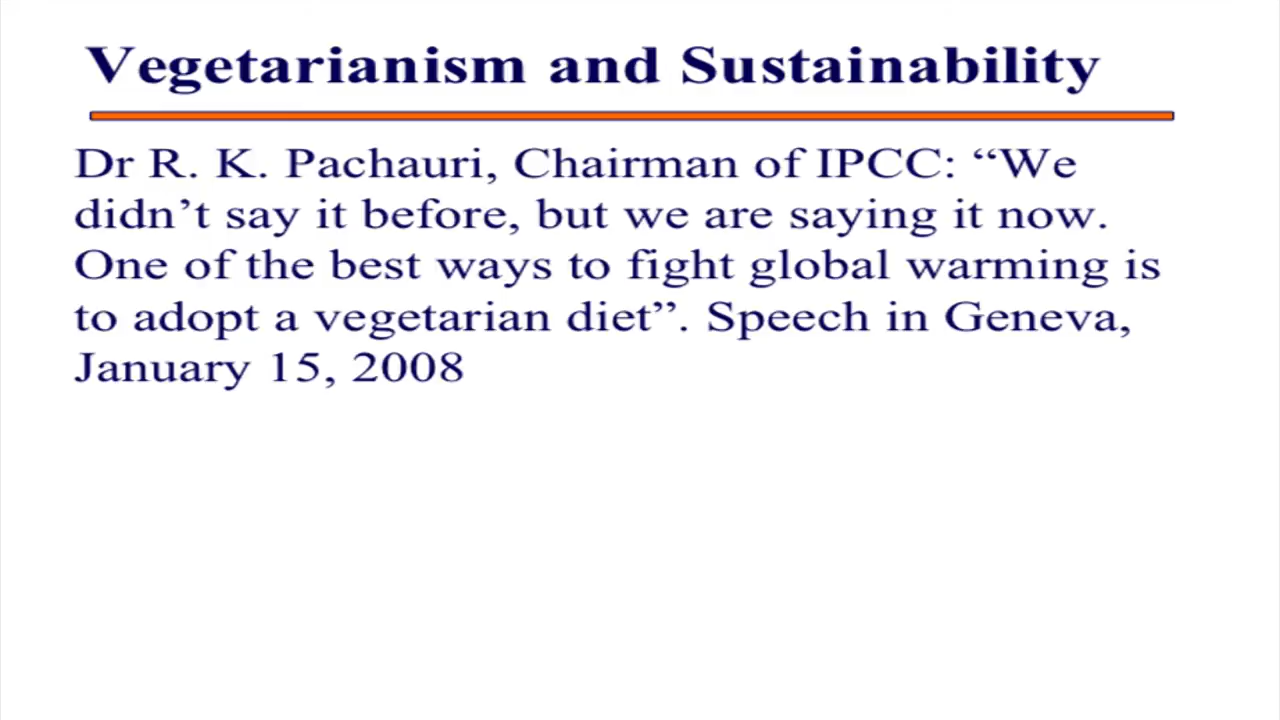 Vegetarianism and Sustainability
Dr R. K. Pachauri, Chairman of IPCC: “We
didn’t say it before, but we are saying it now.
One of the best ways to fight global warming is
to adopt a vegetarian diet”. Speech in Geneva,
January 15, 2008